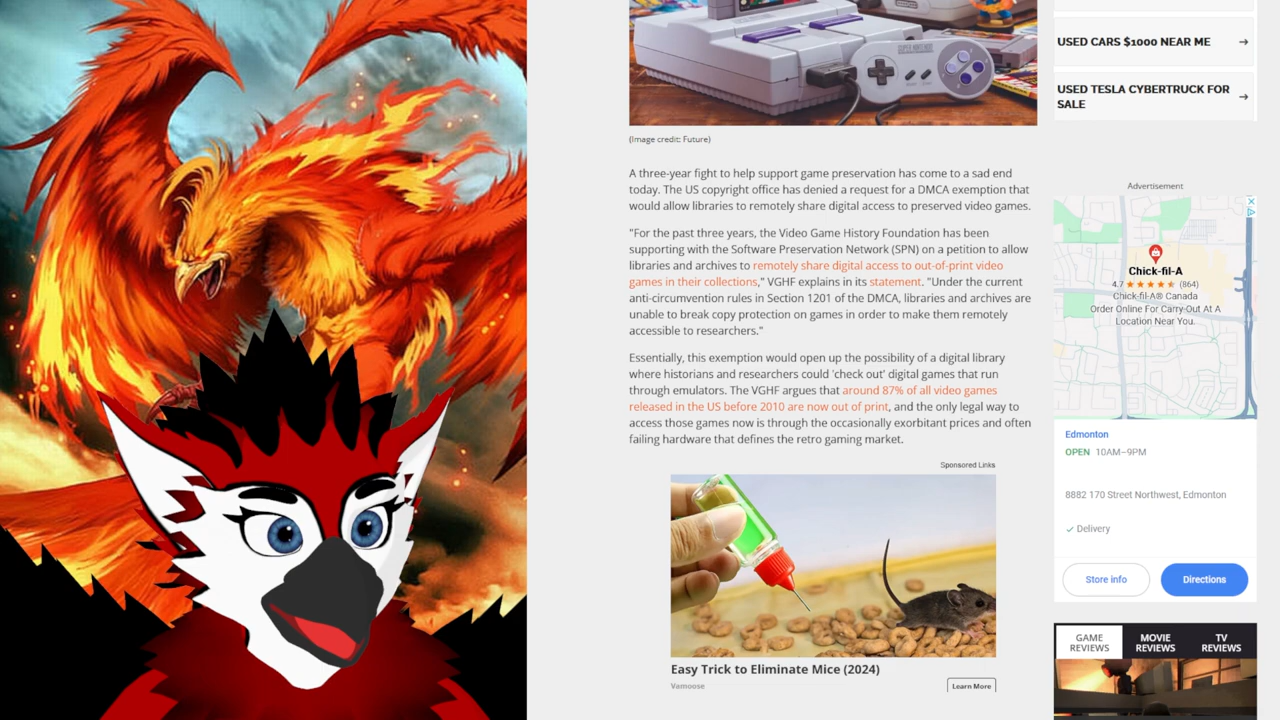 SUPER NINTENDO
(Image credit: Future)
A three-year fight to help support game preservation has come to a sad end
today. The US copyright office has denied a request for a DMCA exemption that
would allow libraries to remotely share digital access to preserved video games.
"For the past three years, the Video Game History Foundation has been
supporting with the Software Preservation Network (SPN) on a petition to allow
libraries and archives to remotely share digital access to out-of-print video
games in their collections," VGHF explains in its statement. "Under the current
anti-circumvention rules in Section 1201 of the DMCA, libraries and archives are
unable to break copy protection on games in order to make them remotely
accessible to researchers."
Essentially, this exemption would open up the possibility of a digital library
where historians and researchers could 'check out' digital games that run
through emulators. The VGHF argues that around 87% of all video games
released in the US before 2010 are now out of print, and the only legal way to
access those games now is through the occasionally exorbitant prices and often
failing hardware that defines the retro gaming market.
Sponsored Links
Easy Trick to Eliminate Mice (2024)
Vamoose
Learn More
USED CARS $1000 NEAR ME
USED TESLA CYBERTRUCK FOR
SALE
Advertisement
Chick-fil-A
4.7 (864)
Chick-fil-A® Canada
Order Online For Carry-Out At A
Location Near You.
Edmonton
OPEN 10AM–9PM
8882 170 Street Northwest, Edmonton
Delivery
Store info
Directions
GAME
REVIEWS
MOVIE
REVIEWS
TV
REVIEWS